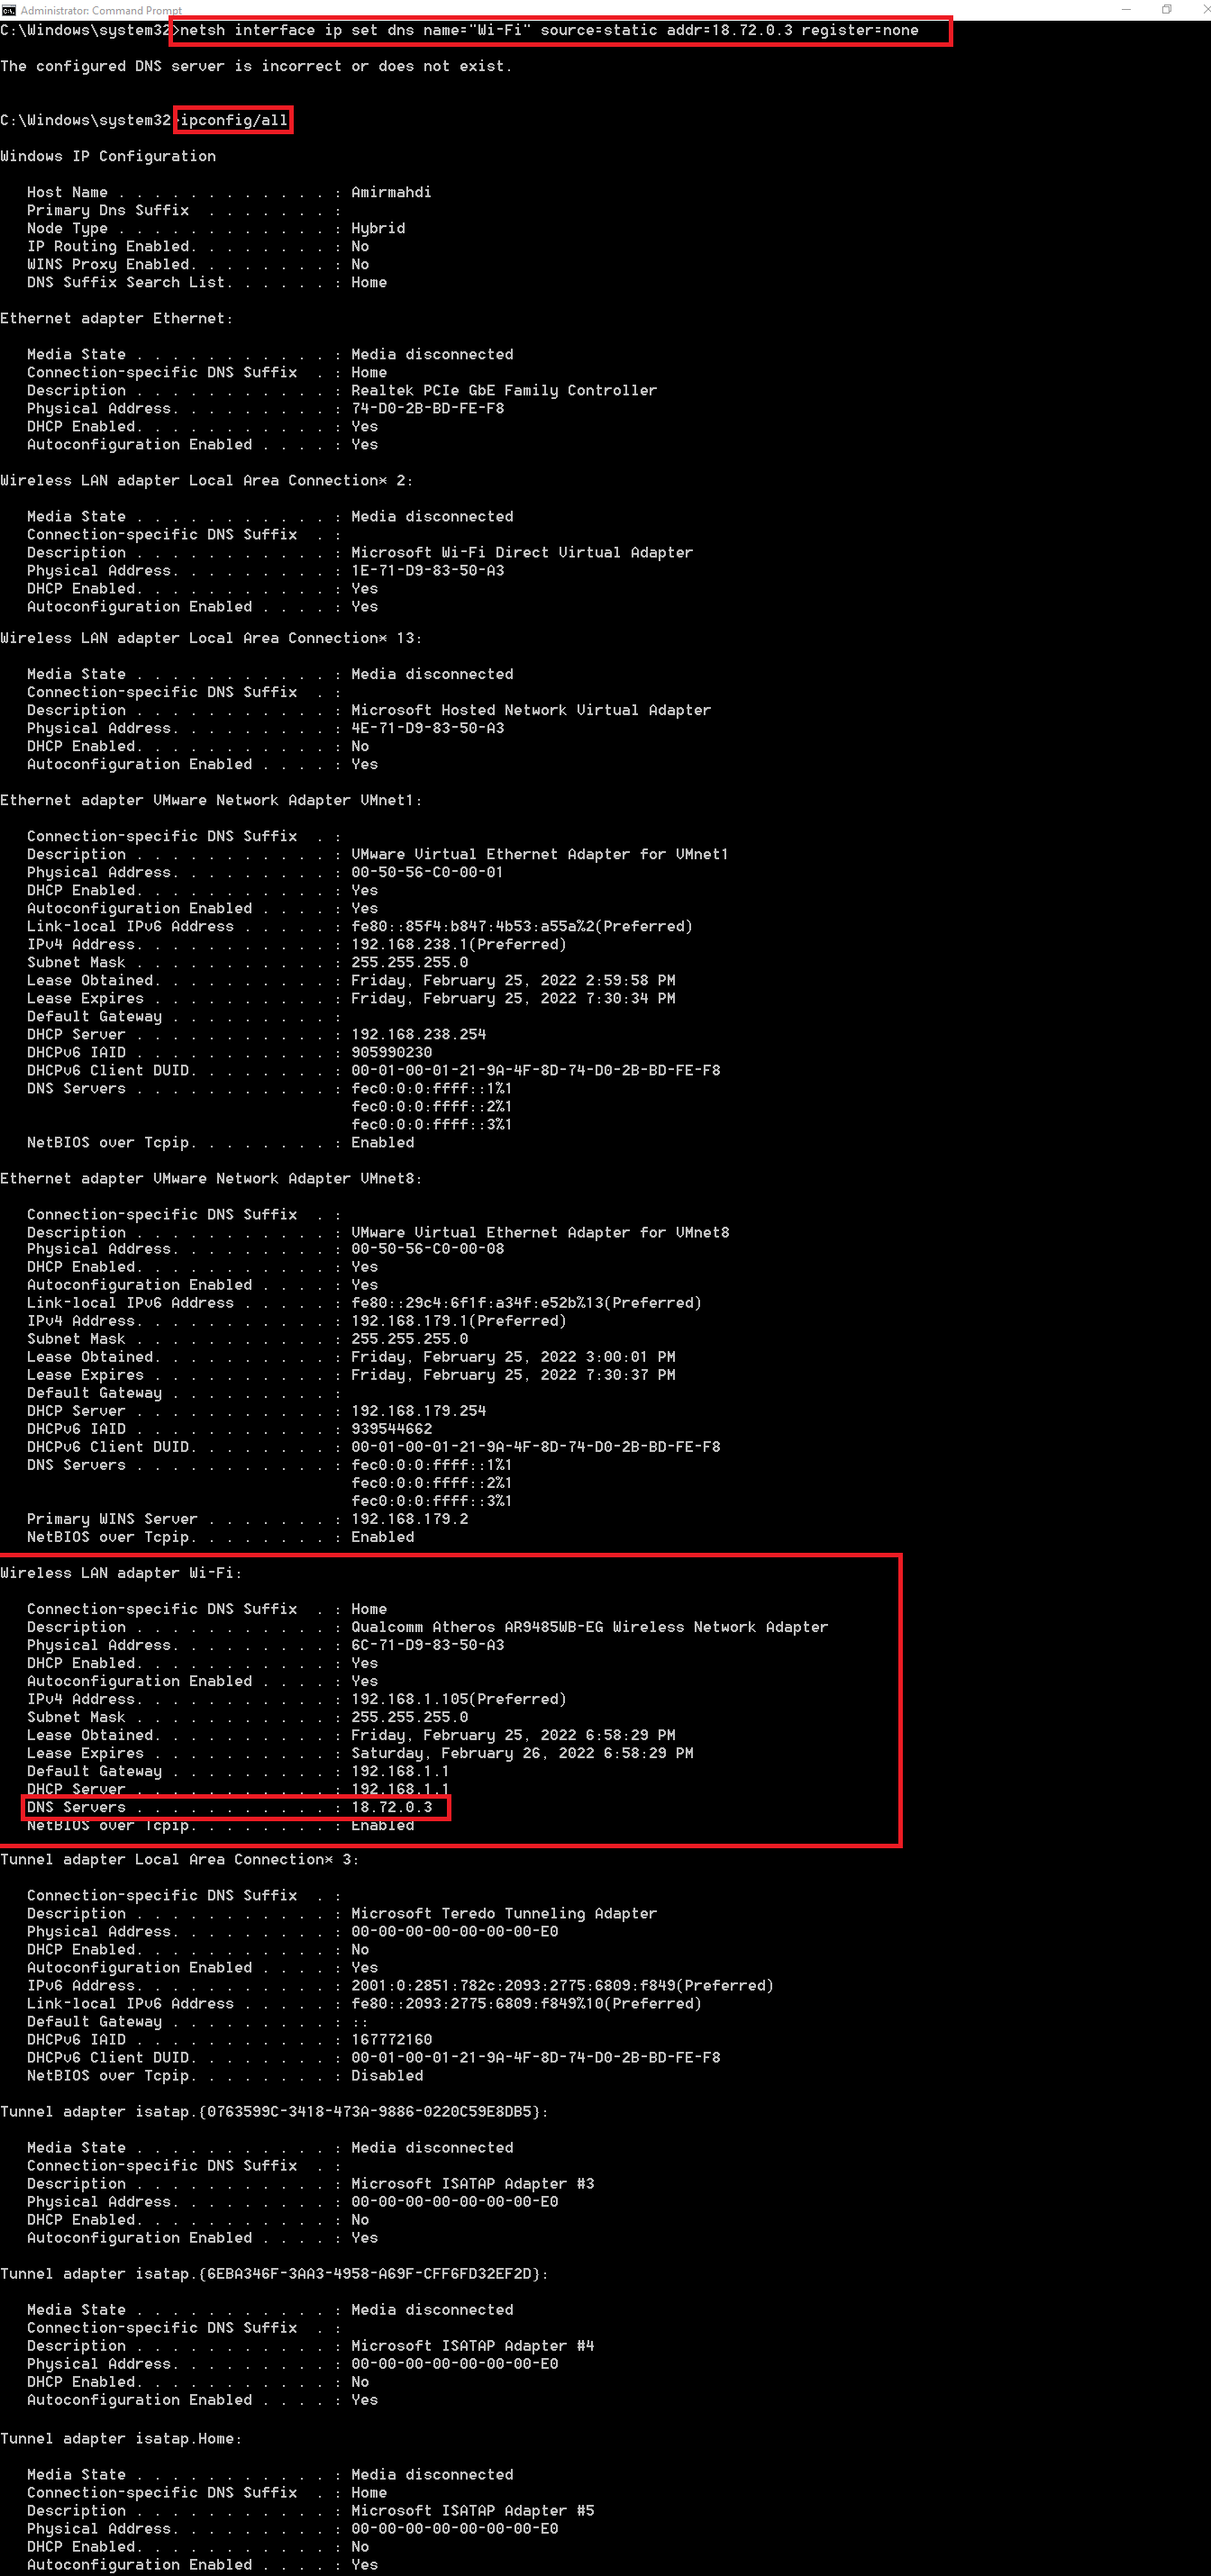 Administrator: Command Prompt
C:\Windows\system32>netsh interface ip set dns name="Wi-Fi" source=static addr=18.72.0.3 register=none
The configured DNS server is incorrect or does not exist.
C:\Windows\system32>ipconfig/all
Windows IP Configuration
Host Name . . . . . . . . . . . . : Amirmahdi
Primary Dns Suffix  . . . . . . . :
Node Type . . . . . . . . . . . . : Hybrid
IP Routing Enabled. . . . . . . . : No
WINS Proxy Enabled. . . . . . . . : No
DNS Suffix Search List. . . . . . : Home
Ethernet adapter Ethernet:
Media State . . . . . . . . . . . : Media disconnected
Connection-specific DNS Suffix  . : Home
Description . . . . . . . . . . . : Realtek PCIe GbE Family Controller
Physical Address. . . . . . . . . : 74-D0-2B-BD-FE-F8
DHCP Enabled. . . . . . . . . . . : Yes
Autoconfiguration Enabled . . . . : Yes
Wireless LAN adapter Local Area Connection* 2:
Media State . . . . . . . . . . . : Media disconnected
Connection-specific DNS Suffix  . :
Description . . . . . . . . . . . : Microsoft Wi-Fi Direct Virtual Adapter
Physical Address. . . . . . . . . : 1E-71-D9-83-50-A3
DHCP Enabled. . . . . . . . . . . : Yes
Autoconfiguration Enabled . . . . : Yes
Wireless LAN adapter Local Area Connection* 13:
Media State . . . . . . . . . . . : Media disconnected
Connection-specific DNS Suffix  . :
Description . . . . . . . . . . . : Microsoft Hosted Network Virtual Adapter
Physical Address. . . . . . . . . : 4E-71-D9-83-50-A3
DHCP Enabled. . . . . . . . . . . : No
Autoconfiguration Enabled . . . . : Yes
Ethernet adapter VMware Network Adapter VMnet1:
Connection-specific DNS Suffix  . :
Description . . . . . . . . . . . : VMware Virtual Ethernet Adapter for VMnet1
Physical Address. . . . . . . . . : 00-50-56-C0-00-01
DHCP Enabled. . . . . . . . . . . : Yes
Autoconfiguration Enabled . . . . : Yes
Link-local IPv6 Address . . . . . : fe80::85f4:b847:4b53:a55a%2(Preferred)
IPv4 Address. . . . . . . . . . . : 192.168.238.1(Preferred)
Subnet Mask . . . . . . . . . . . : 255.255.255.0
Lease Obtained. . . . . . . . . . : Friday, February 25, 2022 2:59:58 PM
Lease Expires . . . . . . . . . . : Friday, February 25, 2022 7:30:34 PM
Default Gateway . . . . . . . . . :
DHCP Server . . . . . . . . . . . : 192.168.238.254
DHCPv6 IAID . . . . . . . . . . . : 905990230
DHCPv6 Client DUID. . . . . . . . : 00-01-00-01-21-9A-4F-8D-74-D0-2B-BD-FE-F8
DNS Servers . . . . . . . . . . . : fec0:0:0:ffff::1%1
fec0:0:0:ffff::2%1
fec0:0:0:ffff::3%1
NetBIOS over Tcpip. . . . . . . . : Enabled
Ethernet adapter VMware Network Adapter VMnet8:
Connection-specific DNS Suffix  . :
Description . . . . . . . . . . . : VMware Virtual Ethernet Adapter for VMnet8
Physical Address. . . . . . . . . : 00-50-56-C0-00-08
DHCP Enabled. . . . . . . . . . . : Yes
Autoconfiguration Enabled . . . . : Yes
Link-local IPv6 Address . . . . . : fe80::29c4:6f1f:a34f:e52b%13(Preferred)
IPv4 Address. . . . . . . . . . . : 192.168.179.1(Preferred)
Subnet Mask . . . . . . . . . . . : 255.255.255.0
Lease Obtained. . . . . . . . . . : Friday, February 25, 2022 3:00:01 PM
Lease Expires . . . . . . . . . . : Friday, February 25, 2022 7:30:37 PM
Default Gateway . . . . . . . . . :
DHCP Server . . . . . . . . . . . : 192.168.179.254
DHCPv6 IAID . . . . . . . . . . . : 939544662
DHCPv6 Client DUID. . . . . . . . : 00-01-00-01-21-9A-4F-8D-74-D0-2B-BD-FE-F8
DNS Servers . . . . . . . . . . . : fec0:0:0:ffff::1%1
fec0:0:0:ffff::2%1
fec0:0:0:ffff::3%1
Primary WINS Server . . . . . . . : 192.168.179.2
NetBIOS over Tcpip. . . . . . . . : Enabled
Wireless LAN adapter Wi-Fi:
Connection-specific DNS Suffix  . : Home
Description . . . . . . . . . . . : Qualcomm Atheros AR9485WB-EG Wireless Network Adapter
Physical Address. . . . . . . . . : 6C-71-D9-83-50-A3
DHCP Enabled. . . . . . . . . . . : Yes
Autoconfiguration Enabled . . . . : Yes
IPv4 Address. . . . . . . . . . . : 192.168.1.105(Preferred)
Subnet Mask . . . . . . . . . . . : 255.255.255.0
Lease Obtained. . . . . . . . . . : Friday, February 25, 2022 6:58:29 PM
Lease Expires . . . . . . . . . . : Saturday, February 26, 2022 6:58:29 PM
Default Gateway . . . . . . . . . : 192.168.1.1
DHCP Server . . . . . . . . . . . : 192.168.1.1
DNS Servers . . . . . . . . . . . : 18.72.0.3
NetBIOS over Tcpip. . . . . . . . : Enabled
Tunnel adapter Local Area Connection* 3:
Connection-specific DNS Suffix  . :
Description . . . . . . . . . . . : Microsoft Teredo Tunneling Adapter
Physical Address. . . . . . . . . : 00-00-00-00-00-00-00-E0
DHCP Enabled. . . . . . . . . . . : No
Autoconfiguration Enabled . . . . : Yes
IPv6 Address. . . . . . . . . . . : 2001:0:2851:782c:2093:2775:6809:f849(Preferred)
Link-local IPv6 Address . . . . . : fe80::2093:2775:6809:f849%10(Preferred)
Default Gateway . . . . . . . . . : ::
DHCPv6 IAID . . . . . . . . . . . : 167772160
DHCPv6 Client DUID. . . . . . . . : 00-01-00-01-21-9A-4F-8D-74-D0-2B-BD-FE-F8
NetBIOS over Tcpip. . . . . . . . : Disabled
Tunnel adapter isatap.{0763599C-3418-473A-9886-0220C59E8DB5}:
Media State . . . . . . . . . . . : Media disconnected
Connection-specific DNS Suffix  . :
Description . . . . . . . . . . . : Microsoft ISATAP Adapter #3
Physical Address. . . . . . . . . : 00-00-00-00-00-00-00-E0
DHCP Enabled. . . . . . . . . . . : No
Autoconfiguration Enabled . . . . : Yes
Tunnel adapter isatap.{6EBA346F-3AA3-4958-A69F-CFF6FD32EF2D}:
Media State . . . . . . . . . . . : Media disconnected
Connection-specific DNS Suffix  . :
Description . . . . . . . . . . . : Microsoft ISATAP Adapter #4
Physical Address. . . . . . . . . : 00-00-00-00-00-00-00-E0
DHCP Enabled. . . . . . . . . . . : No
Autoconfiguration Enabled . . . . : Yes
Tunnel adapter isatap.Home:
Media State . . . . . . . . . . . : Media disconnected
Connection-specific DNS Suffix  . : Home
Description . . . . . . . . . . . : Microsoft ISATAP Adapter #5
Physical Address. . . . . . . . . : 00-00-00-00-00-00-00-E0
DHCP Enabled. . . . . . . . . . . : No
Autoconfiguration Enabled . . . . : Yes